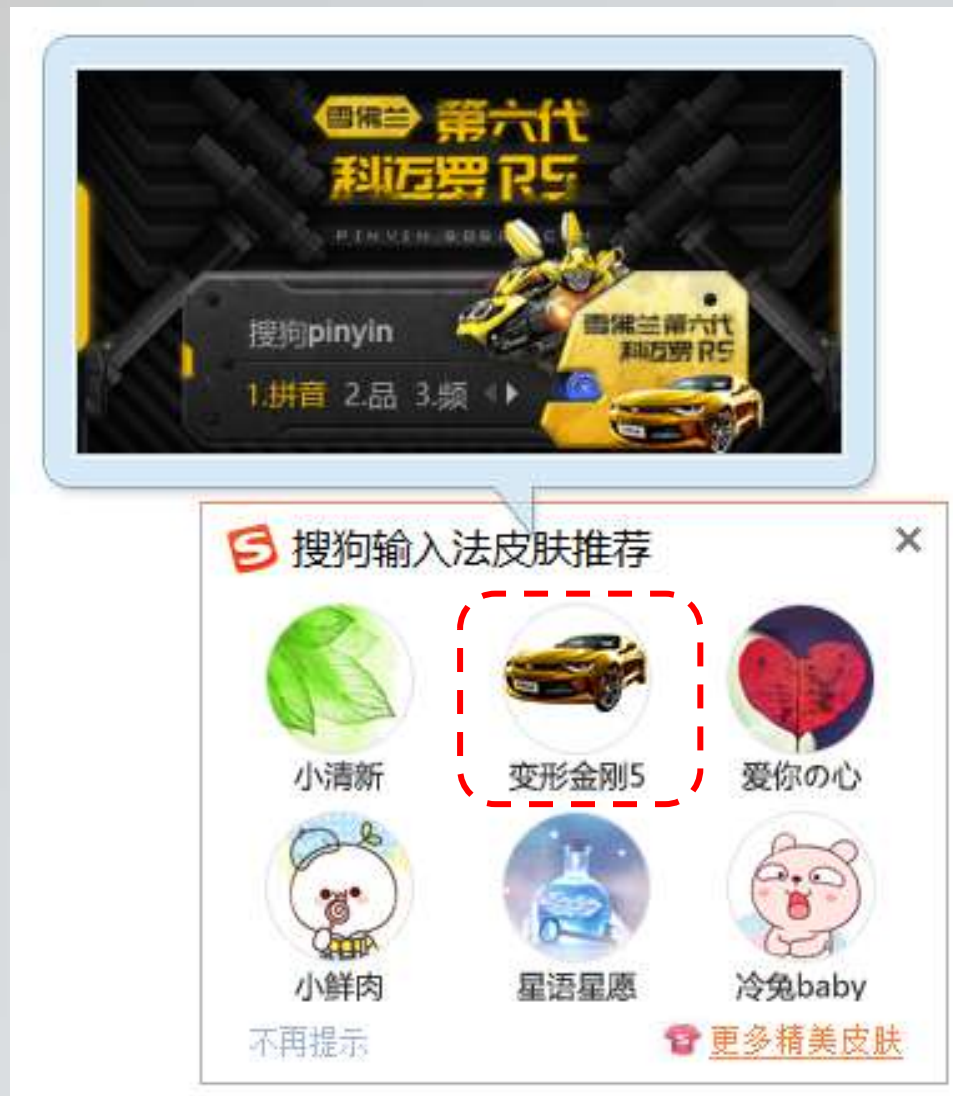 雪佛兰 第六代
科迈罗 RS
搜狗pinyin
1.拼音 2.品 3.频
雪佛兰第六代
科迈罗 RS
搜狗输入法皮肤推荐
小清新 变形金刚5 爱你の心
小鲜肉 星语星愿 冷兔baby
不再提示 更多精美皮肤